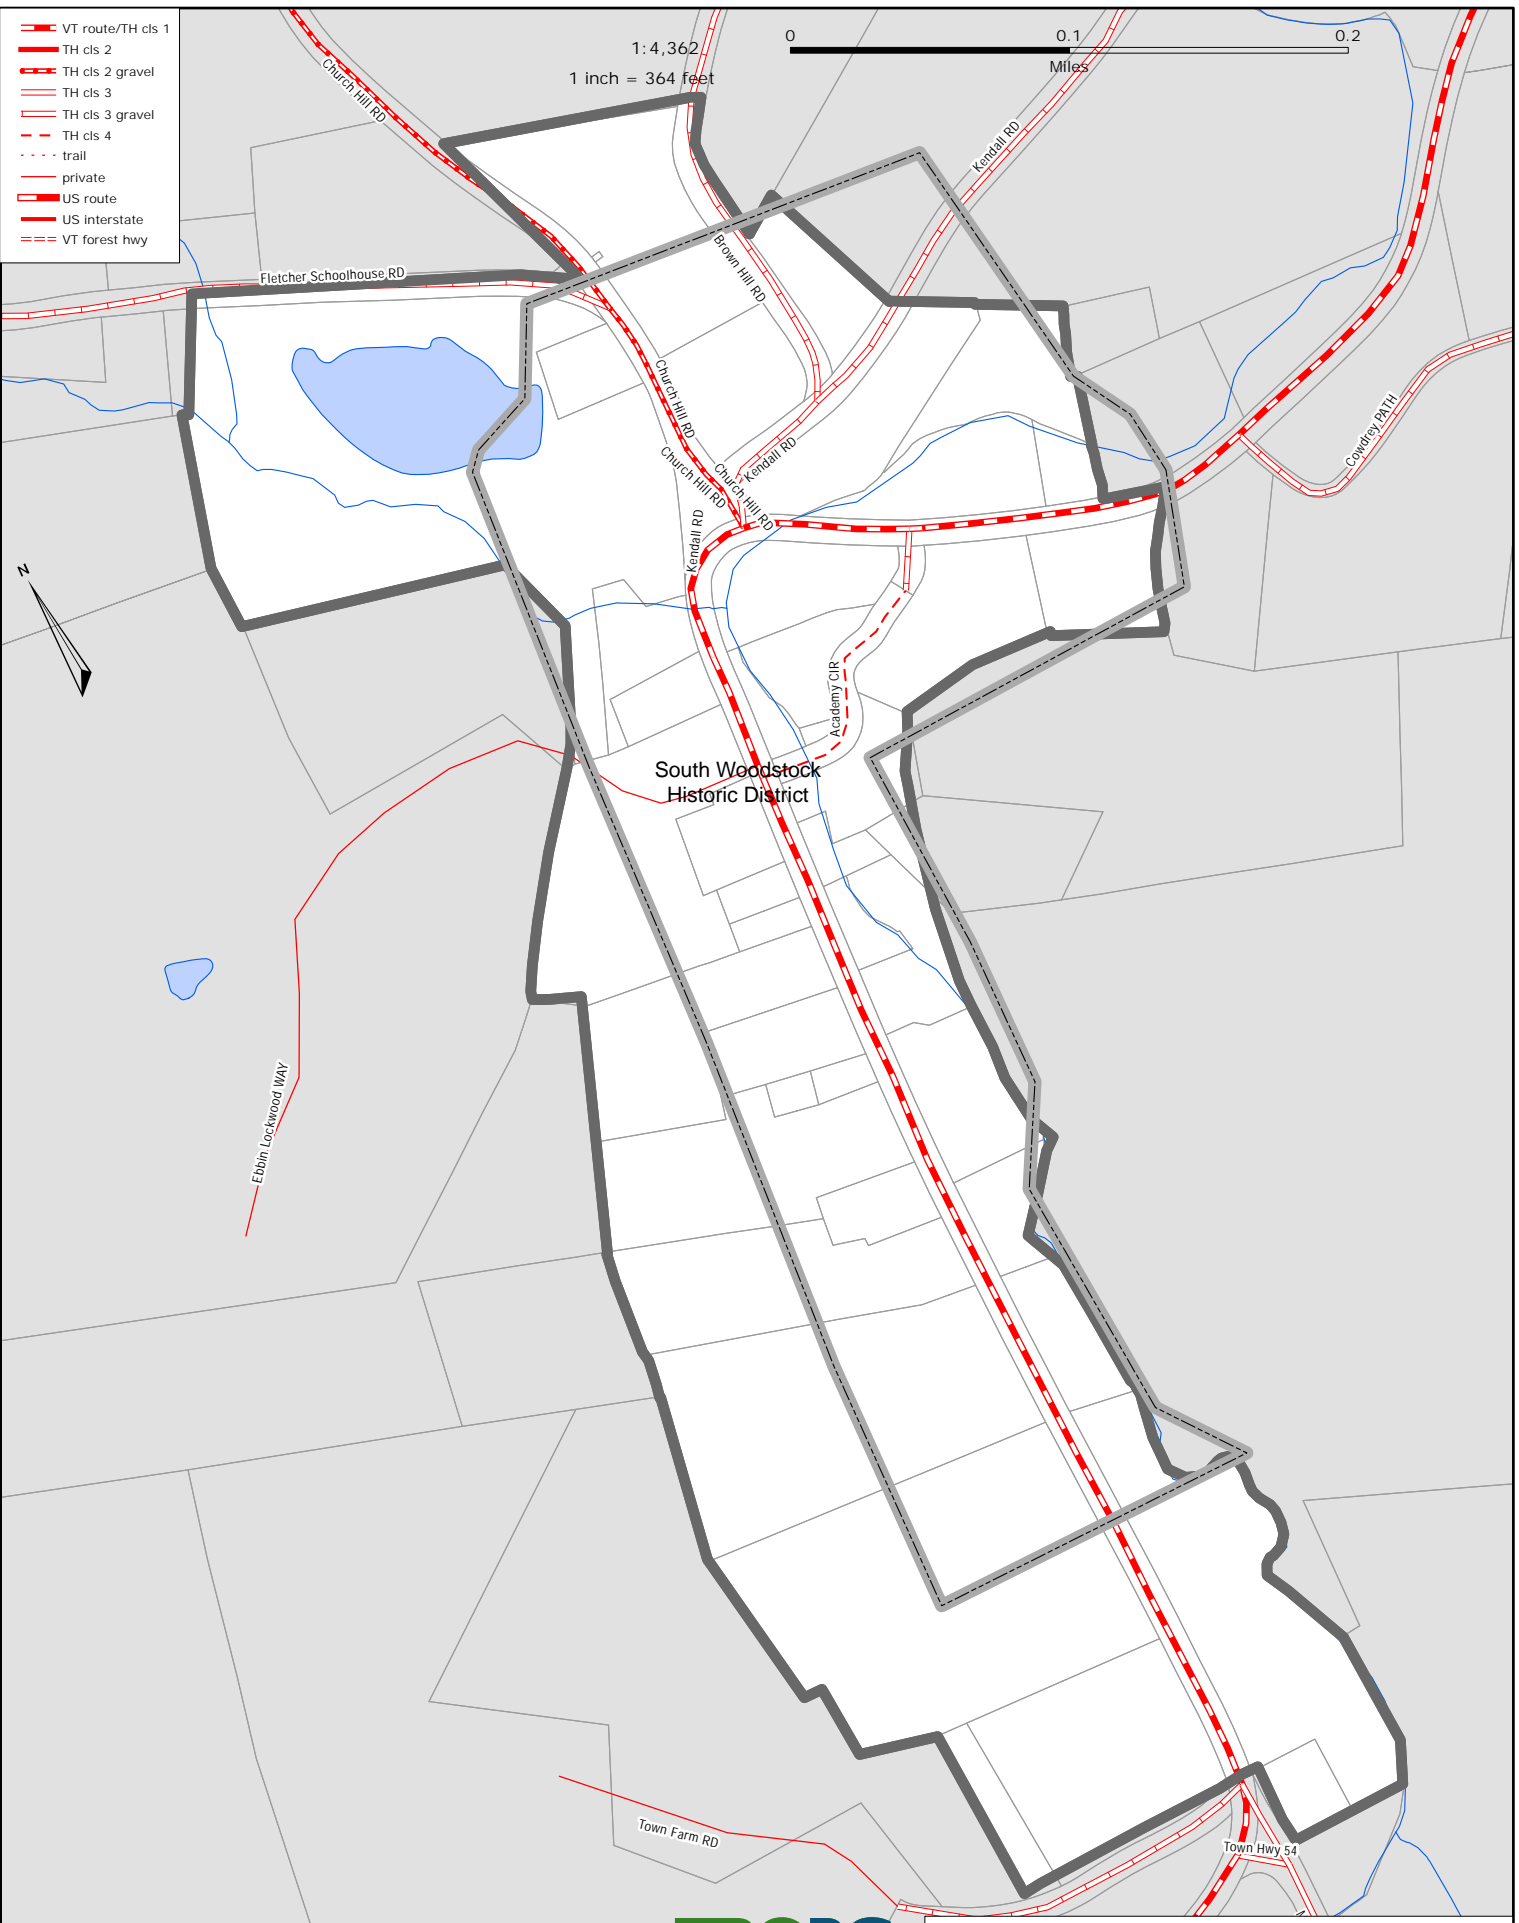 VT route/TH cls 1
TH cls 2
TH cls 2 gravel
TH cls 3
TH cls 3 gravel
TH cls 4
trail
private
US route
US interstate
VT forest hwy
1:4,362
1 inch = 364 feet
0
0.1
0.2
Miles
Church Hill RD
Kendall RD
Brown Hill RD
Fletcher Schoolhouse RD
Church Hill RD
Cowdrey PATH
Kendall RD
Church Hill RD
Church Hill RD
Kendall RD
N
Academy CIR
South Woodstock
Historic District
Ebbin Lockwood WAY
Town Farm RD
Town Hwy 54